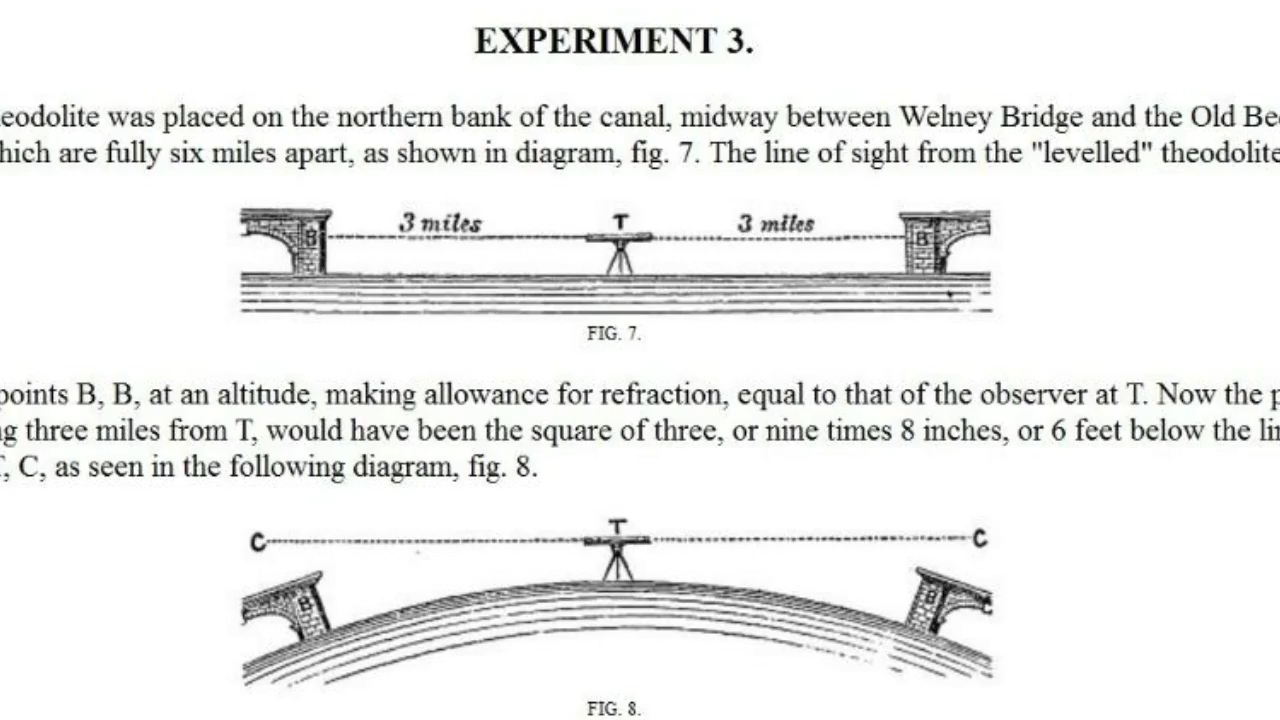 EXPERIMENT 3.
eodolite was placed on the northern bank of the canal, midway between Welney Bridge and the Old Be
hich are fully six miles apart, as shown in diagram, fig. 7. The line of sight from the "levelled" theodolite
3 miles T 3 miles
B B
FIG. 7.
points B, B, at an altitude, making allowance for refraction, equal to that of the observer at T. Now the p
g three miles from T, would have been the square of three, or nine times 8 inches, or 6 feet below the li
, C, as seen in the following diagram, fig. 8.
T
C C
B B
FIG. 8.